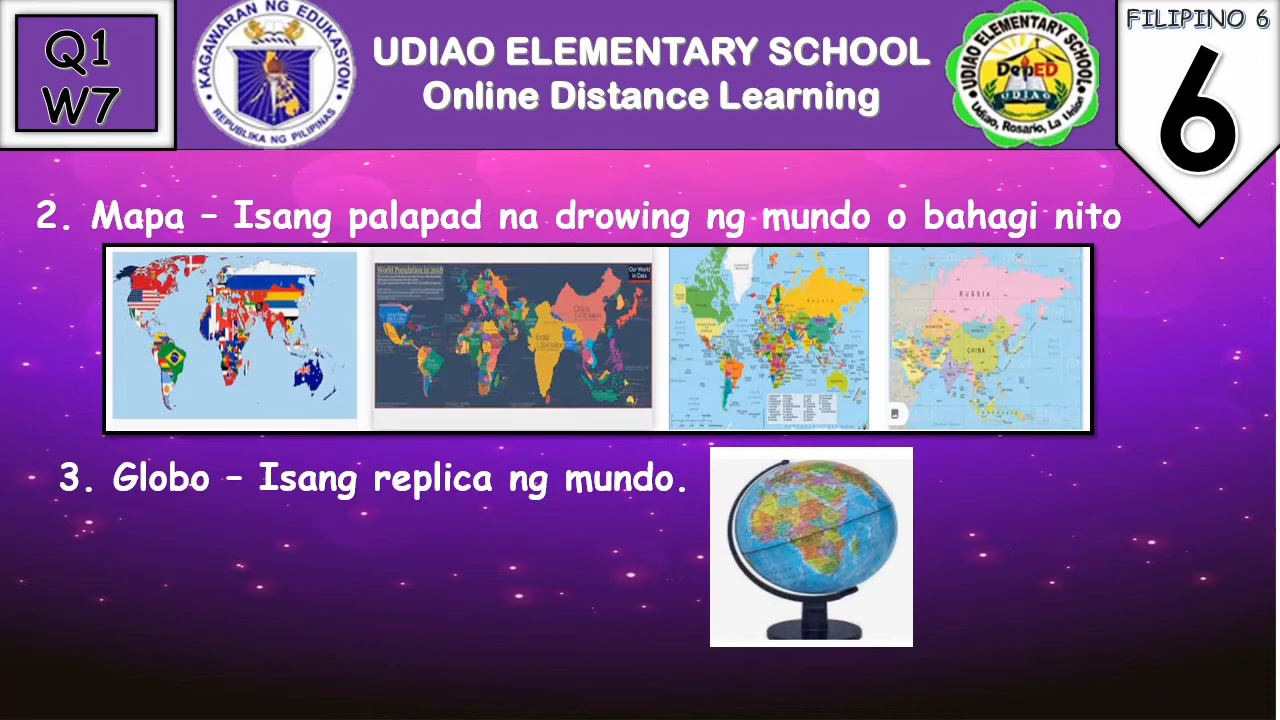 Q1
W7
KAGAWARAN NG EDUKASYON
REPUBLIKA NG PILIPINAS
UDIAO ELEMENTARY SCHOOL
Online Distance Learning
UDIAO ELEMENTARY SCHOOL
DepED
UDIAO
Udiao, Rosario, La Union
FILIPINO 6
6
2. Mapa – Isang palapad na drowing ng mundo o bahagi nito
World Population in 2018
Our World
in Data
China
India
RUSSIA
CHINA
3. Globo – Isang replica ng mundo.